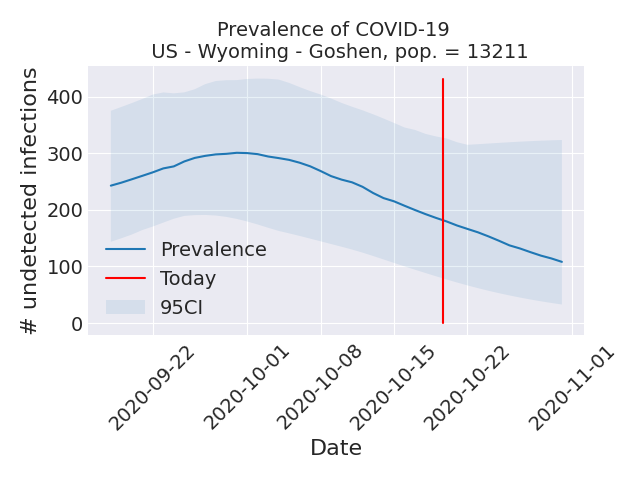 Prevalence of COVID-19
US - Wyoming - Goshen, pop. = 13211
# undetected infections
400
300
200
100
0
Prevalence
Today
95CI
2020-09-22
2020-10-01
2020-10-08
2020-10-15
2020-10-22
2020-11-01
Date